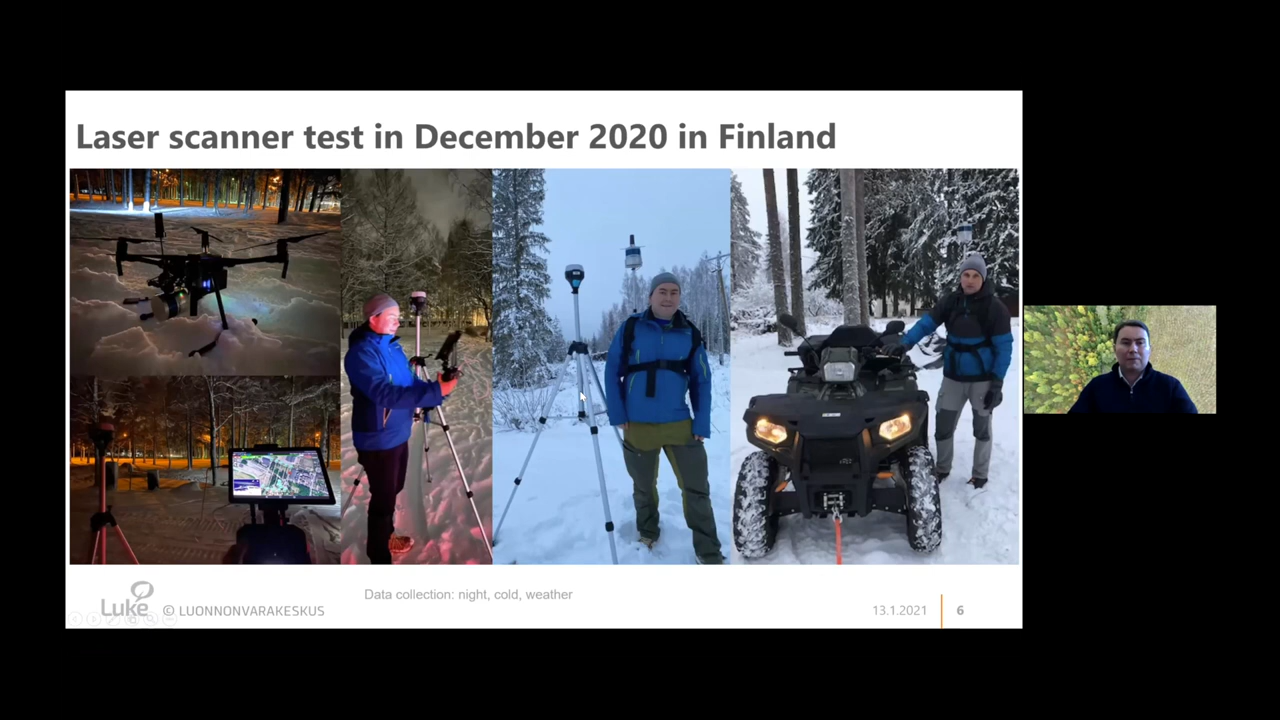 Laser scanner test in December 2020 in Finland
Data collection: night, cold, weather
Luke © LUONNONVARAKESKUS
13.1.2021 6